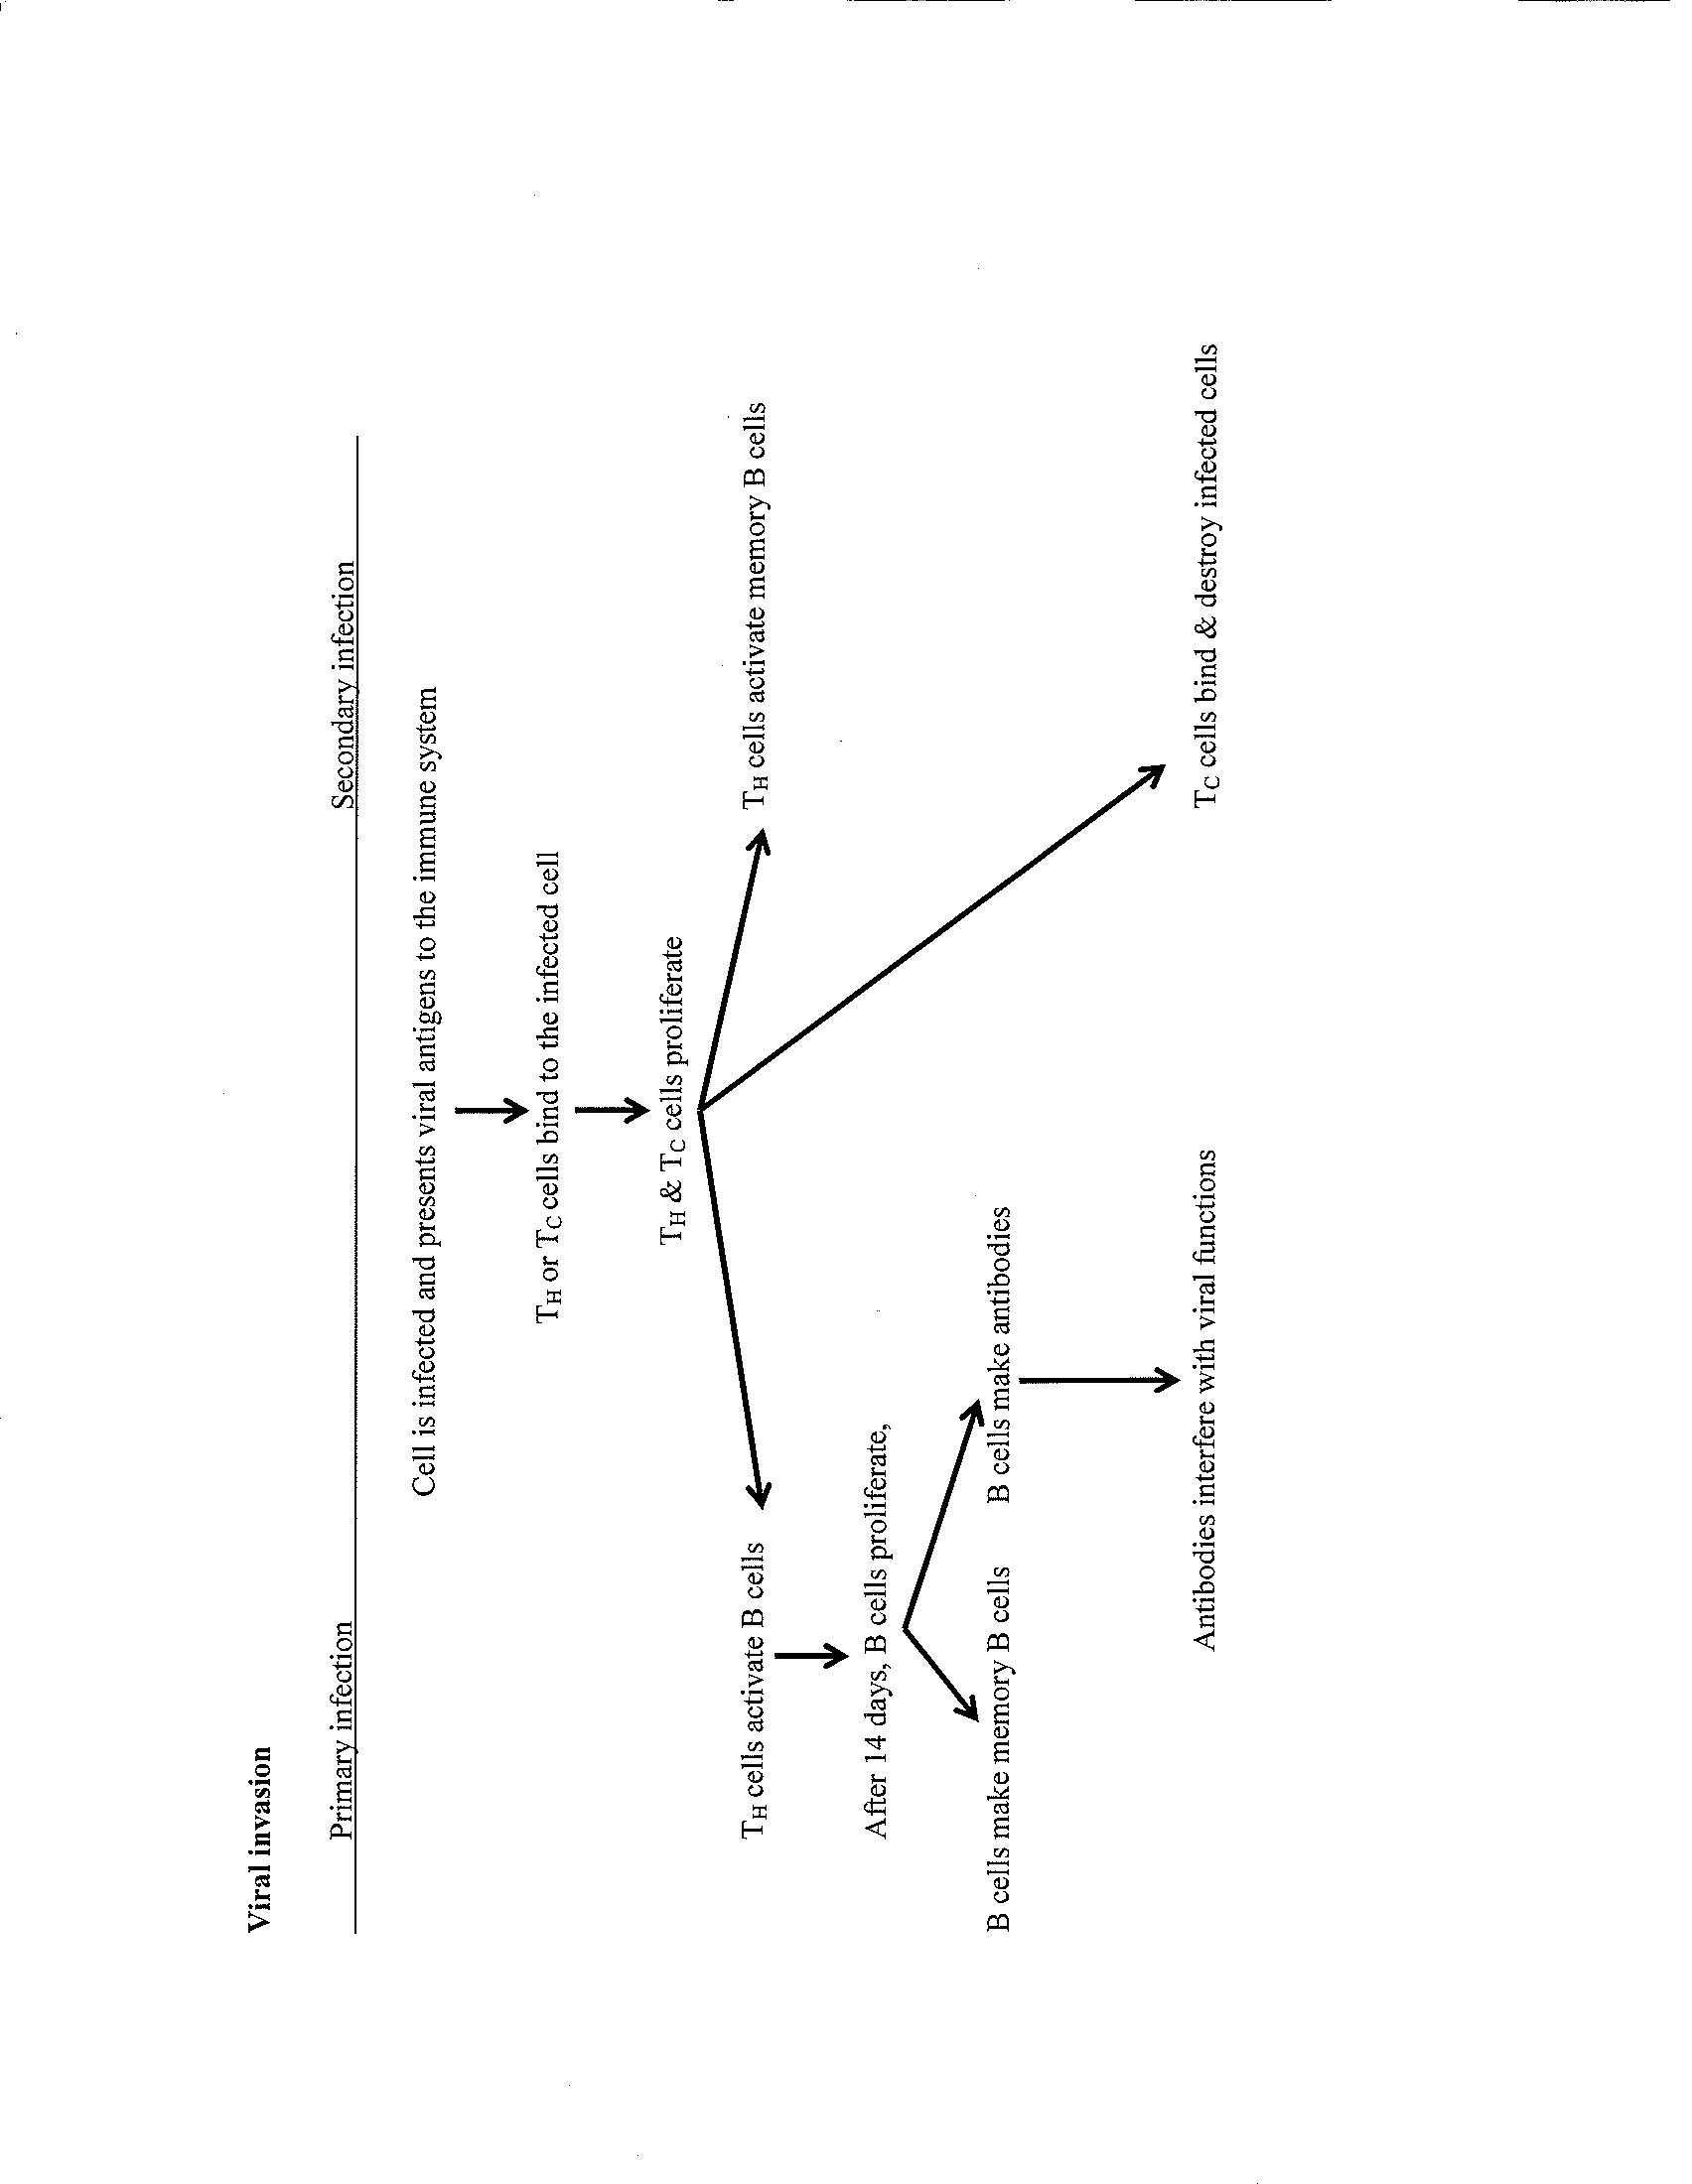 Viral invasion
Primary infection Secondary infection
Cell is infected and presents viral antigens to the immune system
TH or TC cells bind to the infected cell
TH & TC cells proliferate
TH cells activate B cells TH cells activate memory B cells
After 14 days, B cells proliferate,
B cells make memory B cells B cells make antibodies
Antibodies interfere with viral functions TC cells bind & destroy infected cells